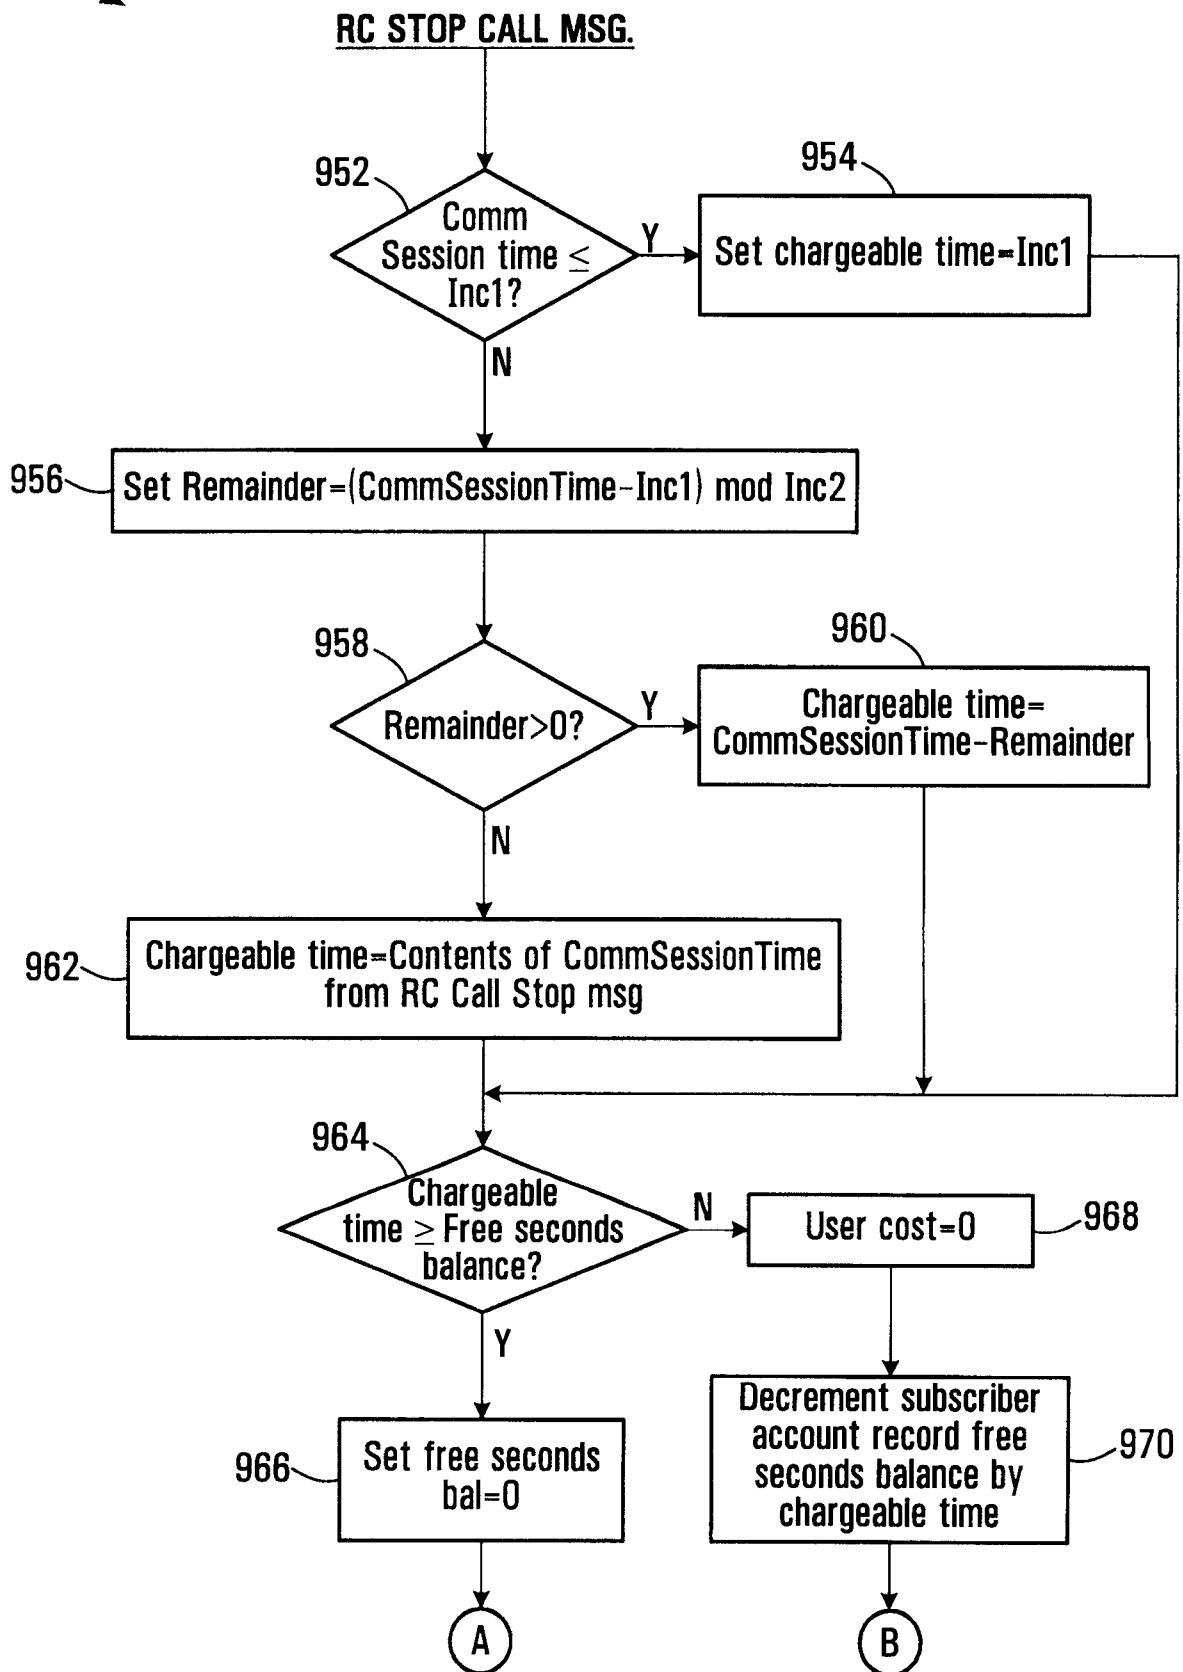 RC STOP CALL MSG.
952
Comm
Session time ≤
Inc1?
Y
954
Set chargeable time=Inc1
N
956
Set Remainder=(CommSessionTime-Inc1) mod Inc2
958
Remainder>0?
Y
960
Chargeable time=
CommSessionTime-Remainder
N
962
Chargeable time=Contents of CommSessionTime
from RC Call Stop msg
964
Chargeable
time ≥ Free seconds
balance?
N
User cost=0
968
Y
966
Set free seconds
bal=0
Decrement subscriber
account record free
seconds balance by
chargeable time
970
A
B